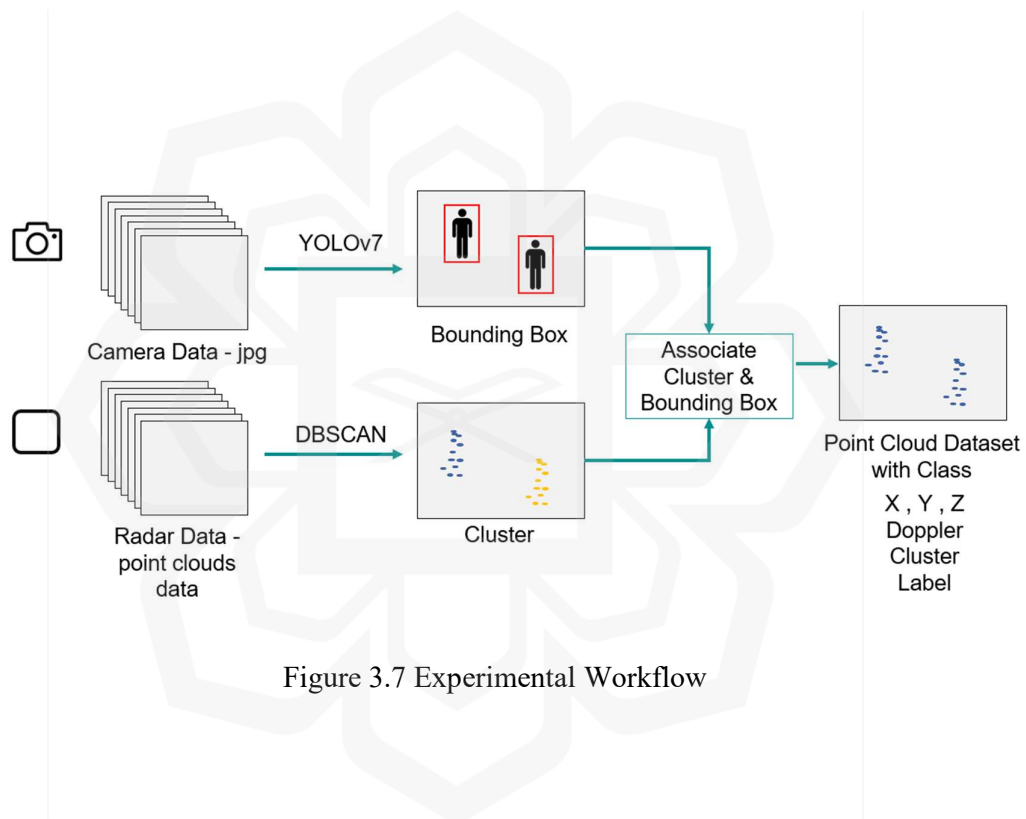 YOLOv7
Camera Data - jpg
Bounding Box
DBSCAN
Radar Data -
point clouds
data
Cluster
Associate
Cluster &
Bounding Box
Point Cloud Dataset
with Class
X , Y , Z
Doppler
Cluster
Label
Figure 3.7 Experimental Workflow